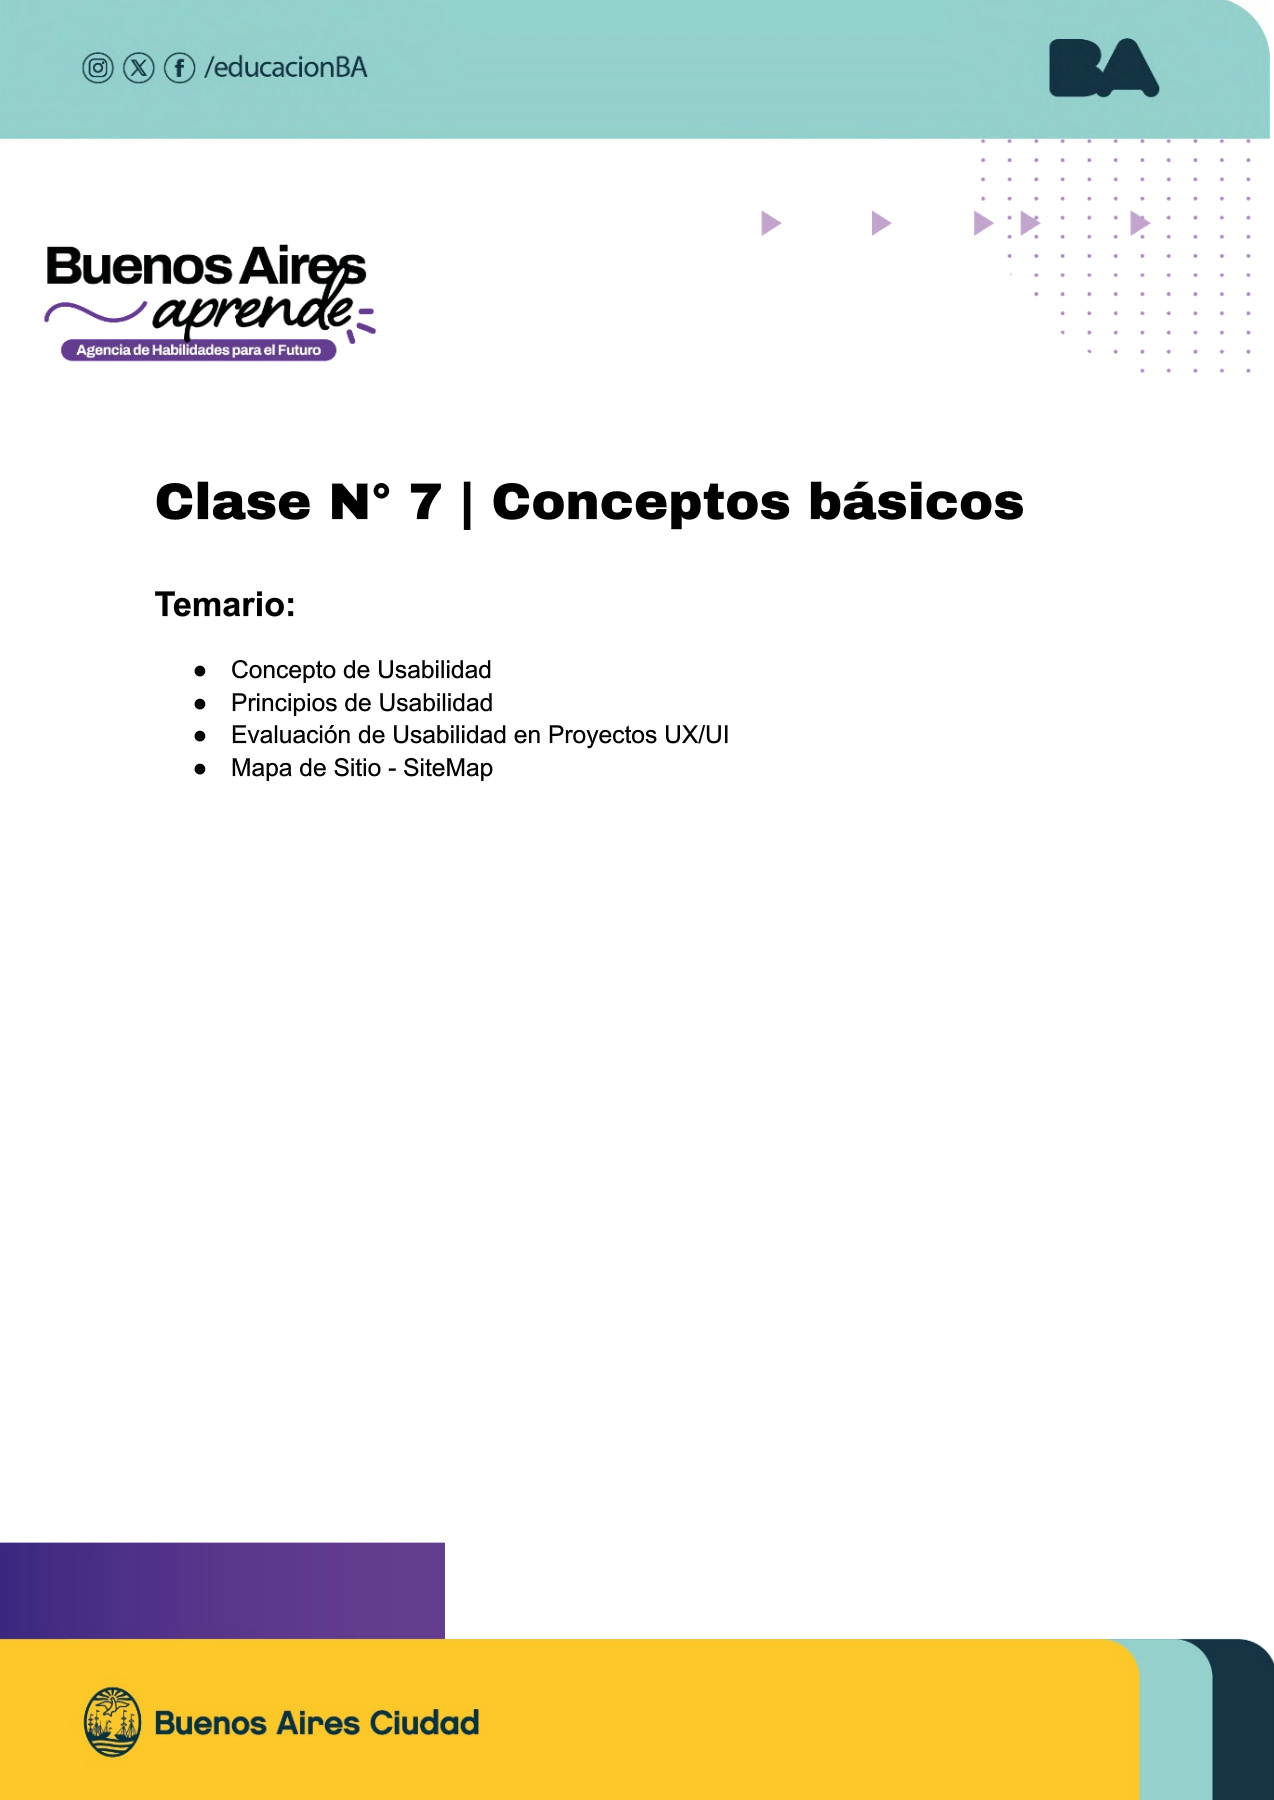 /educacionBA
BA
Buenos Aires
aprende
Agencia de Habilidades para el Futuro
Clase N° 7 | Conceptos básicos
Temario:
● Concepto de Usabilidad
● Principios de Usabilidad
● Evaluación de Usabilidad en Proyectos UX/UI
● Mapa de Sitio - SiteMap
Buenos Aires Ciudad